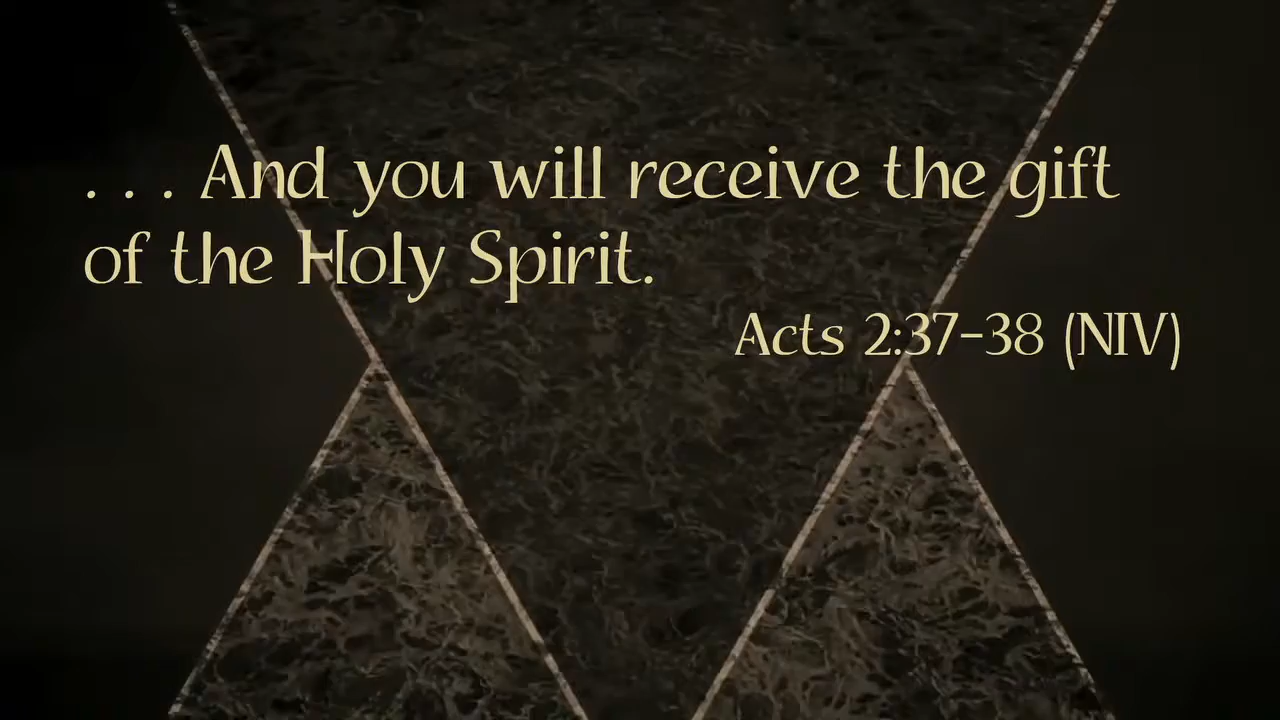 . . . And you will receive the gift
of the Holy Spirit.
Acts 2:37-38 (NIV)